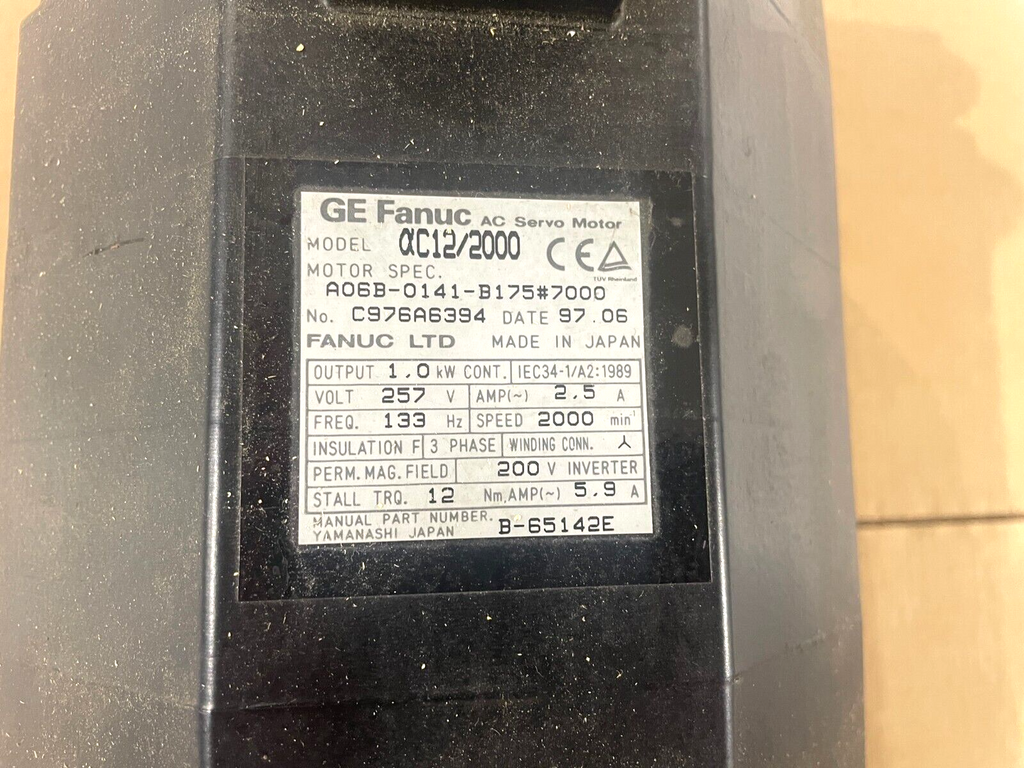 GE Fanuc AC Servo Motor
MODEL αC12/2000 CE
TÜV Rheinland
MOTOR SPEC.
A06B-0141-B175#7000
No. C976A6394 DATE 97.06
FANUC LTD MADE IN JAPAN
OUTPUT 1.0 kW CONT. IEC34-1/A2:1989
VOLT 257 V AMP(~) 2.5 A
FREQ. 133 Hz SPEED 2000 min⁻¹
INSULATION F 3 PHASE WINDING CONN. ⅄
PERM. MAG. FIELD 200 V INVERTER
STALL TRQ. 12 Nm, AMP(~) 5.9 A
MANUAL PART NUMBER. B-65142E
YAMANASHI JAPAN